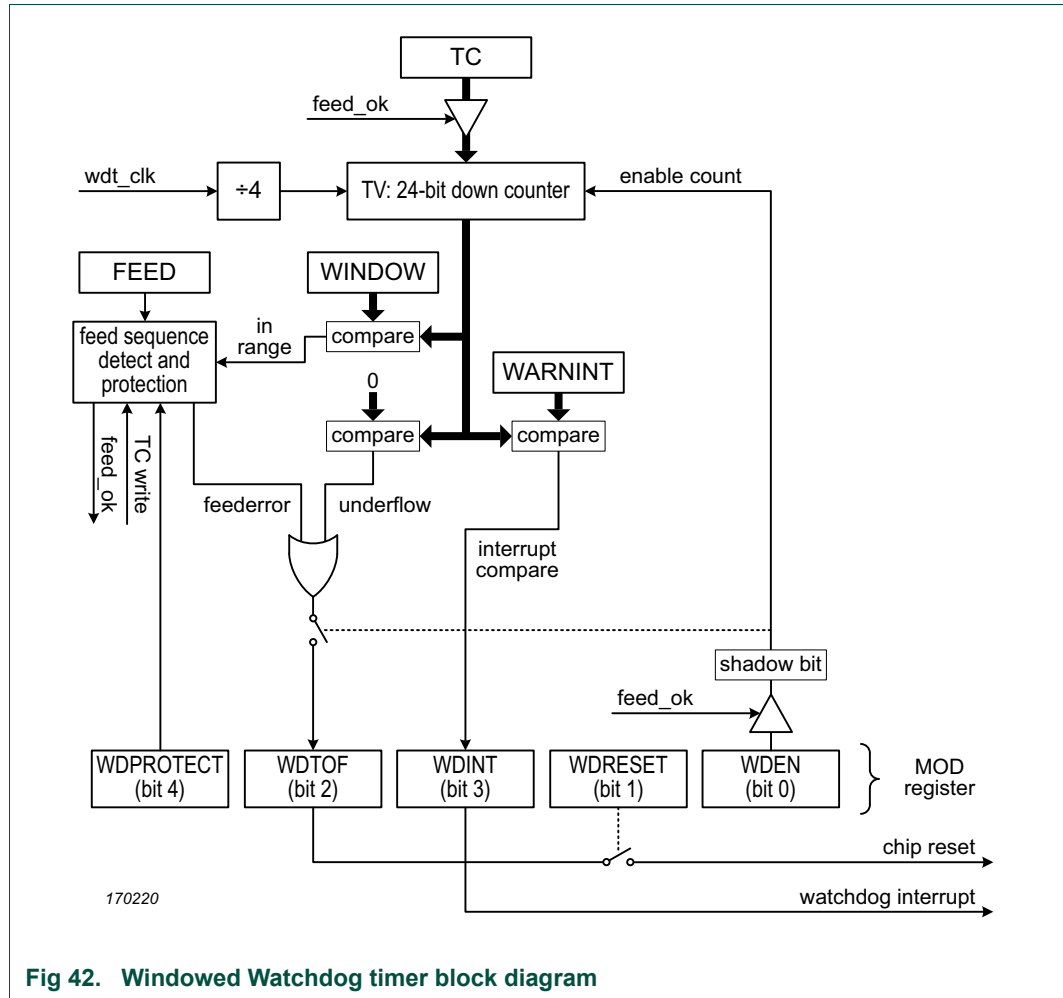 TC
feed_ok
wdt_clk
÷4
TV: 24-bit down counter
enable count
FEED
WINDOW
feed sequence
detect and
protection
in
range
compare
WARNINT
0
compare
compare
feed_ok
TC write
feederror
underflow
interrupt
compare
shadow bit
feed_ok
WDPROTECT
(bit 4)
WDTOF
(bit 2)
WDINT
(bit 3)
WDRESET
(bit 1)
WDEN
(bit 0)
MOD
register
chip reset
170220
watchdog interrupt
Fig 42. Windowed Watchdog timer block diagram